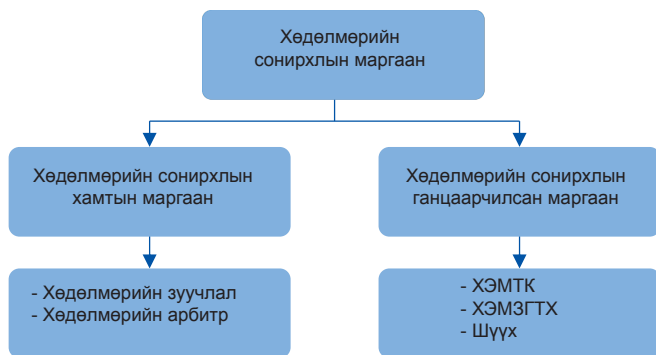 Хөдөлмөрийн
сонирхлын маргаан
Хөдөлмөрийн сонирхлын
хамтын маргаан
Хөдөлмөрийн сонирхлын
ганцаарчилсан маргаан
- Хөдөлмөрийн зуучлал
- Хөдөлмөрийн арбитр
- ХЭМТК
- ХЭМЗГТХ
- Шүүх